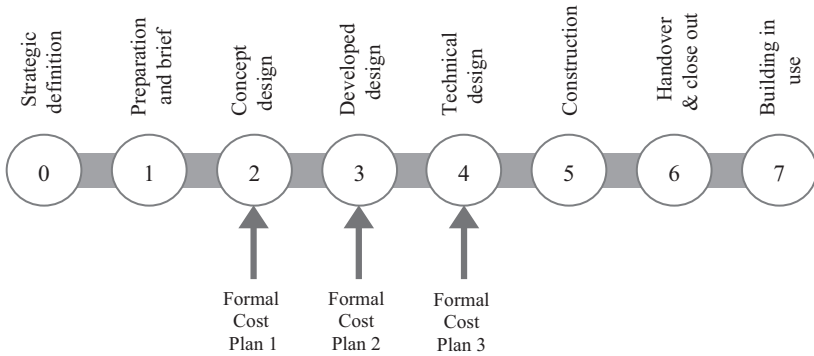 Strategic
definition
Preparation
and brief
Concept
design
Developed
design
Technical
design
Construction
Handover
& close out
Building in
use
0
1
2
3
4
5
6
7
Formal
Cost
Plan 1
Formal
Cost
Plan 2
Formal
Cost
Plan 3